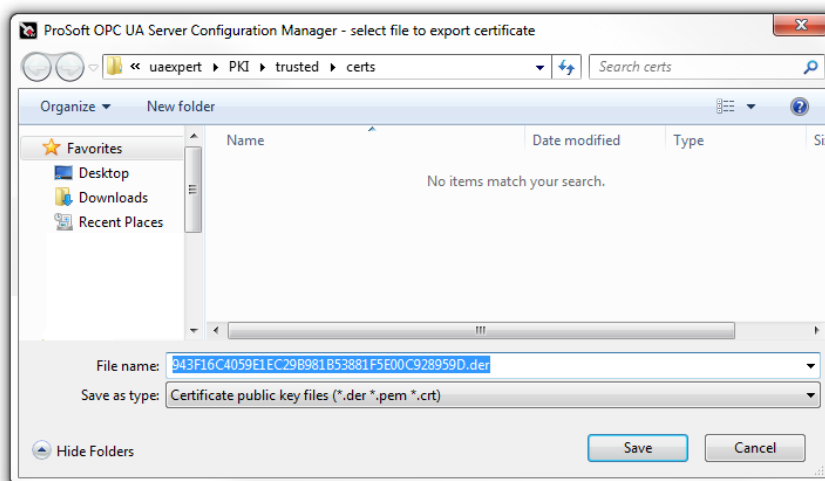 ProSoft OPC UA Server Configuration Manager - select file to export certificate
« uaexpert PKI trusted certs Search certs
Organize New folder
Name Date modified Type Si
Favorites
No items match your search.
Desktop
Downloads
Recent Places
File name: 943F16C4059E1EC29B981B53881F5E00C928959D.der
Save as type: Certificate public key files (*.der *.pem *.crt)
Hide Folders Save Cancel